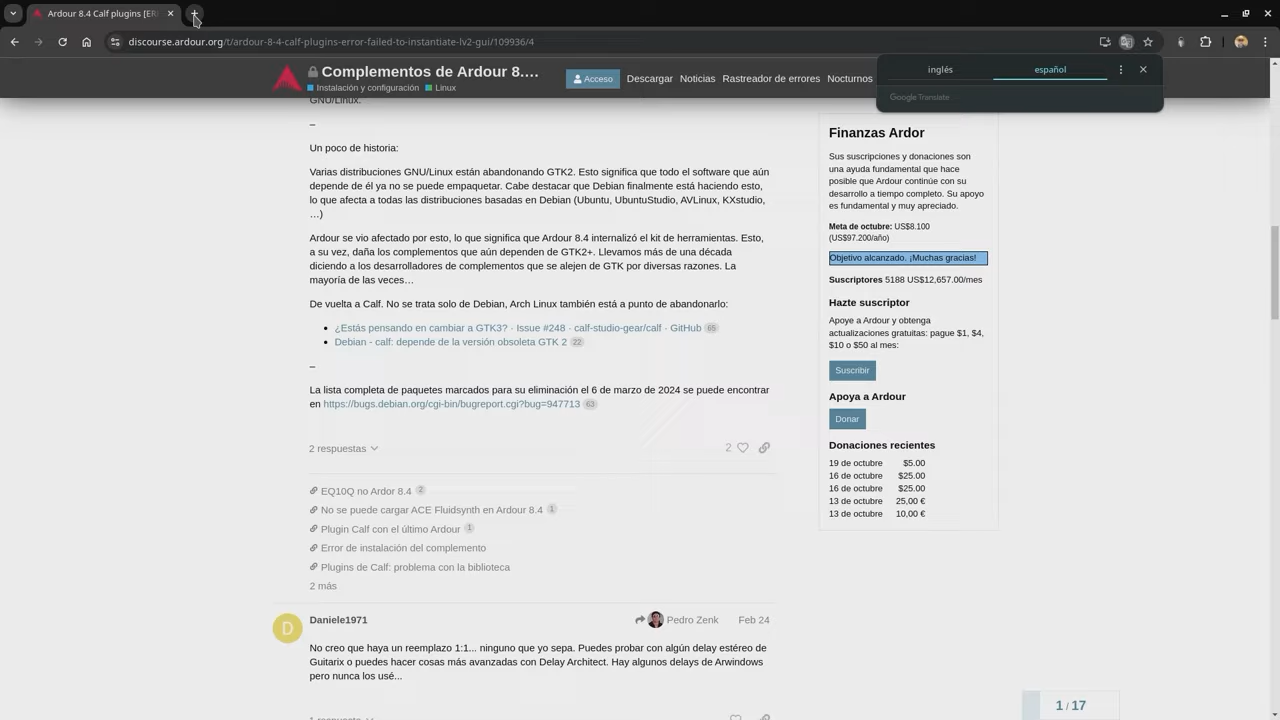 Ardour 8.4 Calf plugins [ER
discourse.ardour.org/t/ardour-8-4-calf-plugins-error-failed-to-instantiate-lv2-gui/109936/4
Complementos de Ardour 8....
Instalación y configuración Linux
Acceso Descargar Noticias Rastreador de errores Nocturnos
inglés español
Google Translate
GNU/Linux.
–
Un poco de historia:
Varias distribuciones GNU/Linux están abandonando GTK2. Esto significa que todo el software que aún
depende de él ya no se puede empaquetar. Cabe destacar que Debian finalmente está haciendo esto,
lo que afecta a todas las distribuciones basadas en Debian (Ubuntu, UbuntuStudio, AVLinux, KXstudio,
…)
Ardour se vio afectado por esto, lo que significa que Ardour 8.4 internalizó el kit de herramientas. Esto,
a su vez, daña los complementos que aún dependen de GTK2+. Llevamos más de una década
diciendo a los desarrolladores de complementos que se alejen de GTK por diversas razones. La
mayoría de las veces…
De vuelta a Calf. No se trata solo de Debian, Arch Linux también está a punto de abandonarlo:
¿Estás pensando en cambiar a GTK3? · Issue #248 · calf-studio-gear/calf · GitHub 65
Debian - calf: depende de la versión obsoleta GTK 2 22
–
La lista completa de paquetes marcados para su eliminación el 6 de marzo de 2024 se puede encontrar
en https://bugs.debian.org/cgi-bin/bugreport.cgi?bug=947713 63
2 respuestas 2
EQ10Q no Ardor 8.4 2
No se puede cargar ACE Fluidsynth en Ardour 8.4 1
Plugin Calf con el último Ardour 1
Error de instalación del complemento
Plugins de Calf: problema con la biblioteca
2 más
D
Daniele1971 Pedro Zenk Feb 24
No creo que haya un reemplazo 1:1... ninguno que yo sepa. Puedes probar con algún delay estéreo de
Guitarix o puedes hacer cosas más avanzadas con Delay Architect. Hay algunos delays de Arwindows
pero nunca los usé...
1 respuesta
Finanzas Ardor
Sus suscripciones y donaciones son
una ayuda fundamental que hace
posible que Ardour continúe con su
desarrollo a tiempo completo. Su apoyo
es fundamental y muy apreciado.
Meta de octubre: US$8.100
(US$97.200/año)
Objetivo alcanzado. ¡Muchas gracias!
Suscriptores 5188 US$12,657.00/mes
Hazte suscriptor
Apoye a Ardour y obtenga
actualizaciones gratuitas: pague $1, $4,
$10 o $50 al mes:
Suscribir
Apoya a Ardour
Donar
Donaciones recientes
19 de octubre $5.00
16 de octubre $25.00
16 de octubre $25.00
13 de octubre 25,00 €
13 de octubre 10,00 €
1 / 17